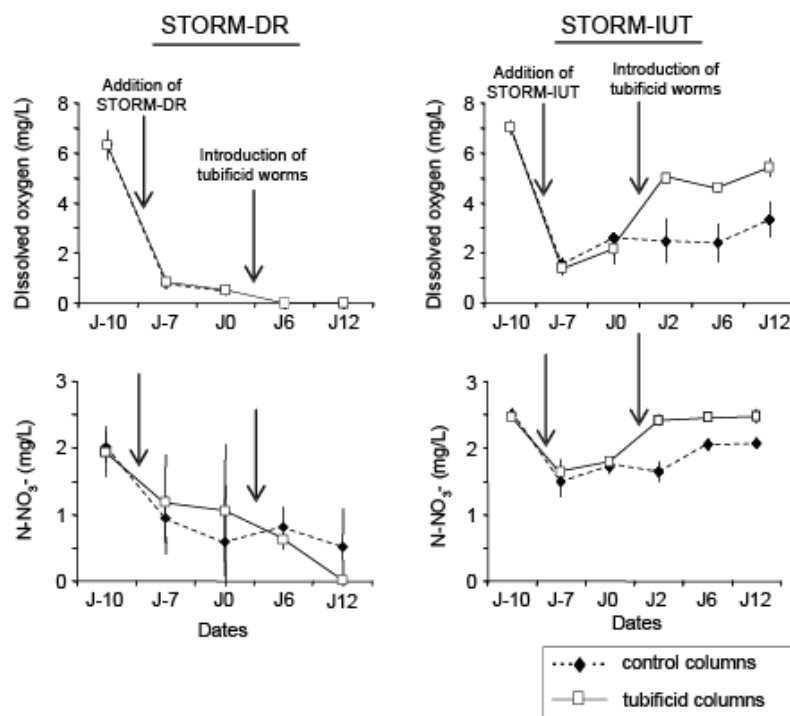 STORM-DR
STORM-IUT
Addition of
STORM-DR
Introduction of
tubificid worms
Dissolved oxygen (mg/L)
8
6
4
2
0
J-10 J-7 J0 J6 J12
Addition of
STORM-IUT
Introduction of
tubificid worms
Dissolved oxygen (mg/L)
8
6
4
2
0
J-10 J-7 J0 J2 J6 J12
N-NO3- (mg/L)
3
2
1
0
J-10 J-7 J0 J6 J12
Dates
N-NO3- (mg/L)
3
2
1
0
J-10 J-7 J0 J2 J6 J12
Dates
control columns
tubificid columns